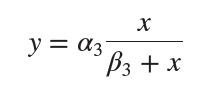 y = α₃ x / (β₃ + x)